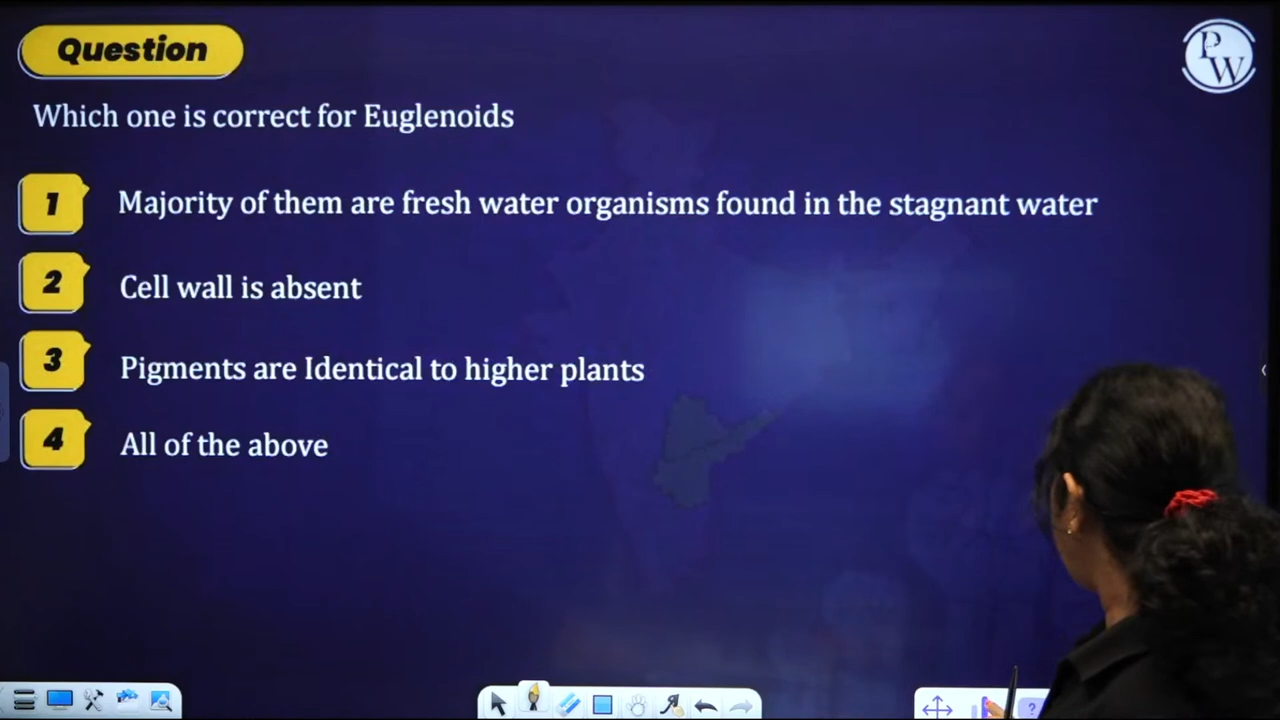 Question
PW
Which one is correct for Euglenoids
1 Majority of them are fresh water organisms found in the stagnant water
2 Cell wall is absent
3 Pigments are Identical to higher plants
4 All of the above
?